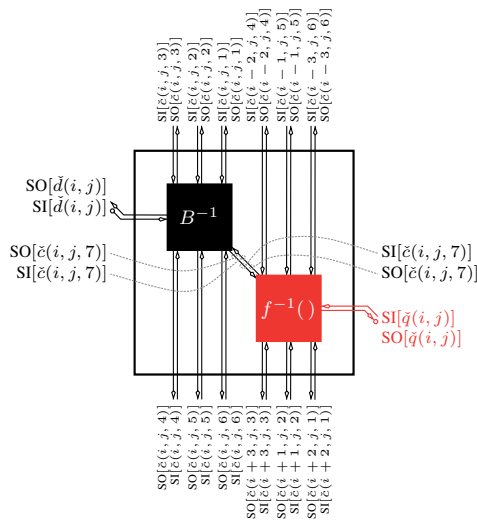 SI[č(i, j, 3)]
SO[č(i, j, 3)]
SI[č(i, j, 2)]
SO[č(i, j, 2)]
SI[č(i, j, 1)]
SO[č(i, j, 1)]
SI[č(i − 2, j, 4)]
SO[č(i − 2, j, 4)]
SI[č(i − 1, j, 5)]
SO[č(i − 1, j, 5)]
SI[č(i − 3, j, 6)]
SO[č(i − 3, j, 6)]
SO[ď(i, j)]
SI[ď(i, j)]
B⁻¹
SO[č(i, j, 7)]
SI[č(i, j, 7)]
SI[č(i, j, 7)]
SO[č(i, j, 7)]
f⁻¹()
SI[q̌(i, j)]
SO[q̌(i, j)]
SO[č(i, j, 4)]
SI[č(i, j, 4)]
SO[č(i, j, 5)]
SI[č(i, j, 5)]
SO[č(i, j, 6)]
SI[č(i, j, 6)]
SO[č(i + 3, j, 3)]
SI[č(i + 3, j, 3)]
SO[č(i + 1, j, 2)]
SI[č(i + 1, j, 2)]
SO[č(i + 2, j, 1)]
SI[č(i + 2, j, 1)]